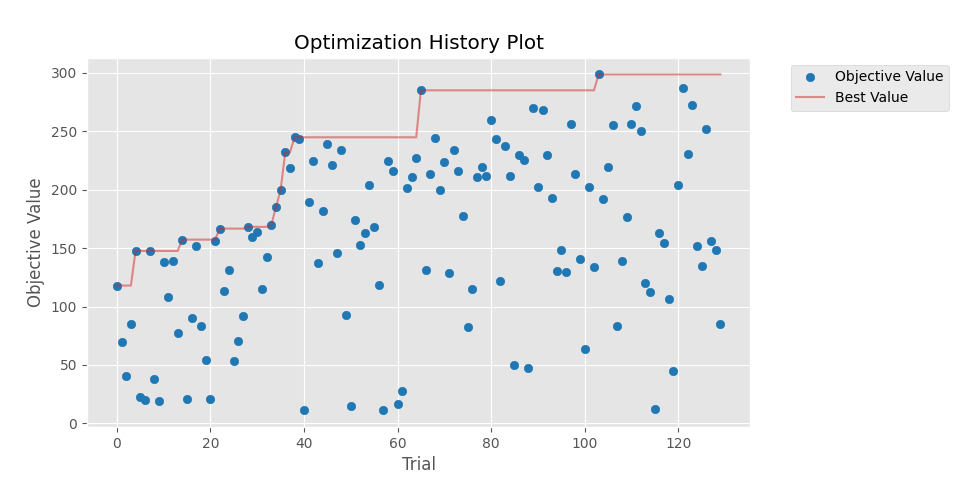 Optimization History Plot
300
250
200
150
100
50
0
0 20 40 60 80 100 120
Objective Value
Trial
Objective Value
Best Value